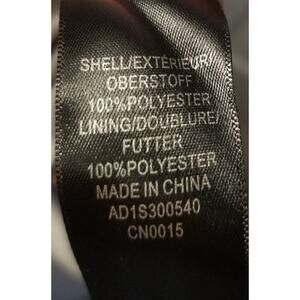 SHELL/EXTÉRIEUR/
OBERSTOFF
100%POLYESTER
LINING/DOUBLURE/
FUTTER
100%POLYESTER
MADE IN CHINA
AD1S300540
CN0015